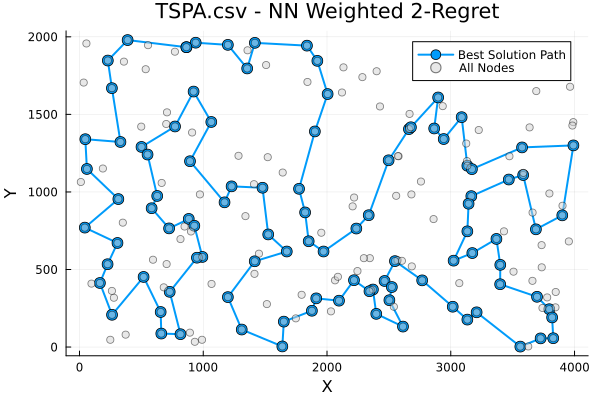 TSPA.csv - NN Weighted 2-Regret
Best Solution Path
All Nodes
2000
1500
1000
500
0
Y
0
1000
2000
3000
4000
X